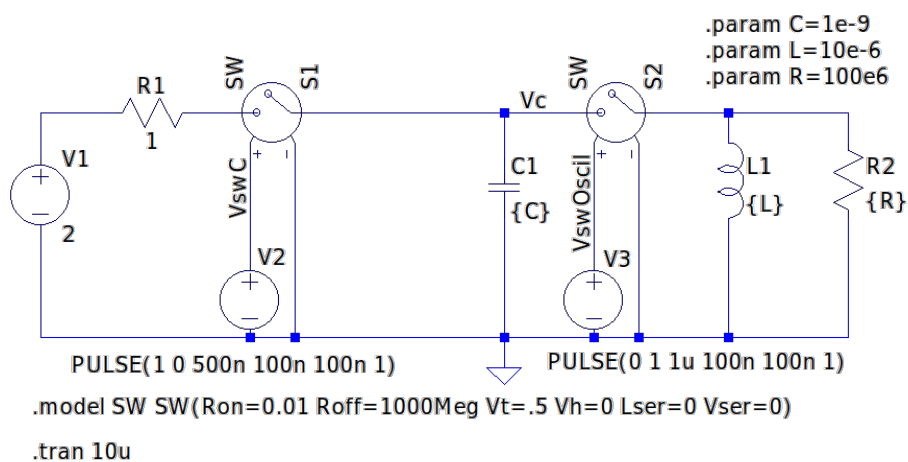 .param C=1e-9
.param L=10e-6
.param R=100e6
R1
1
SW
S1
Vc
SW
S2
V1
+
−
2
VswC
+ −
C1
{C}
VswOscil
+ −
L1
{L}
R2
{R}
V2
+
−
V3
+
−
PULSE(1 0 500n 100n 100n 1)
PULSE(0 1 1u 100n 100n 1)
.model SW SW(Ron=0.01 Roff=1000Meg Vt=.5 Vh=0 Lser=0 Vser=0)
.tran 10u